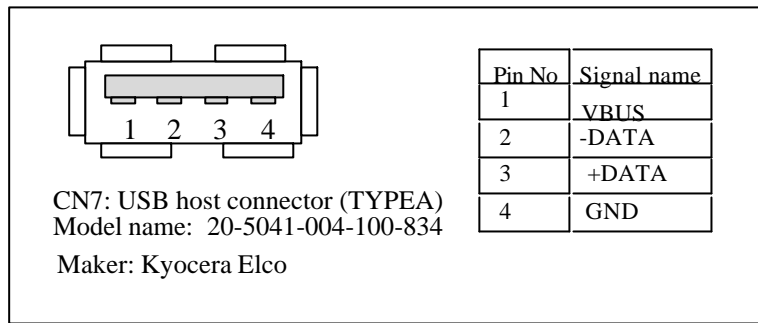 1 2 3 4
CN7: USB host connector (TYPEA)
Model name: 20-5041-004-100-834
Maker: Kyocera Elco
Pin No Signal name
1 VBUS
2 -DATA
3 +DATA
4 GND